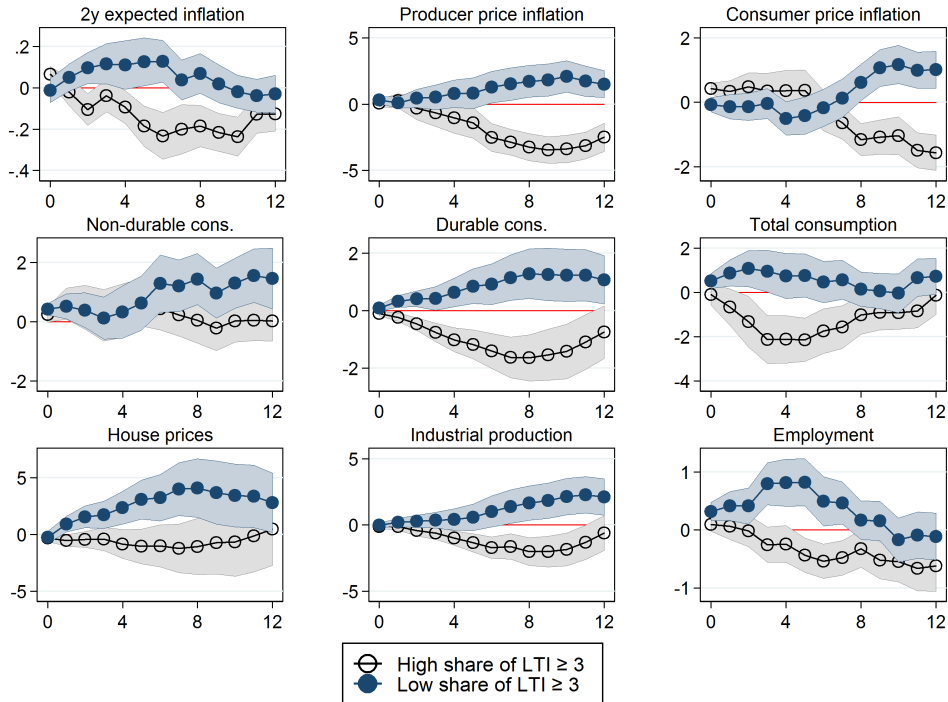 2y expected inflation
Producer price inflation
Consumer price inflation
.2
0
-.2
-.4
0 4 8 12
5
0
-5
0 4 8 12
2
0
-2
0 4 8 12
Non-durable cons.
Durable cons.
Total consumption
2
0
-2
0 4 8 12
2
0
-2
0 4 8 12
2
0
-2
-4
0 4 8 12
House prices
Industrial production
Employment
5
0
-5
0 4 8 12
5
0
-5
0 4 8 12
1
0
-1
0 4 8 12
High share of LTI ≥ 3
Low share of LTI ≥ 3